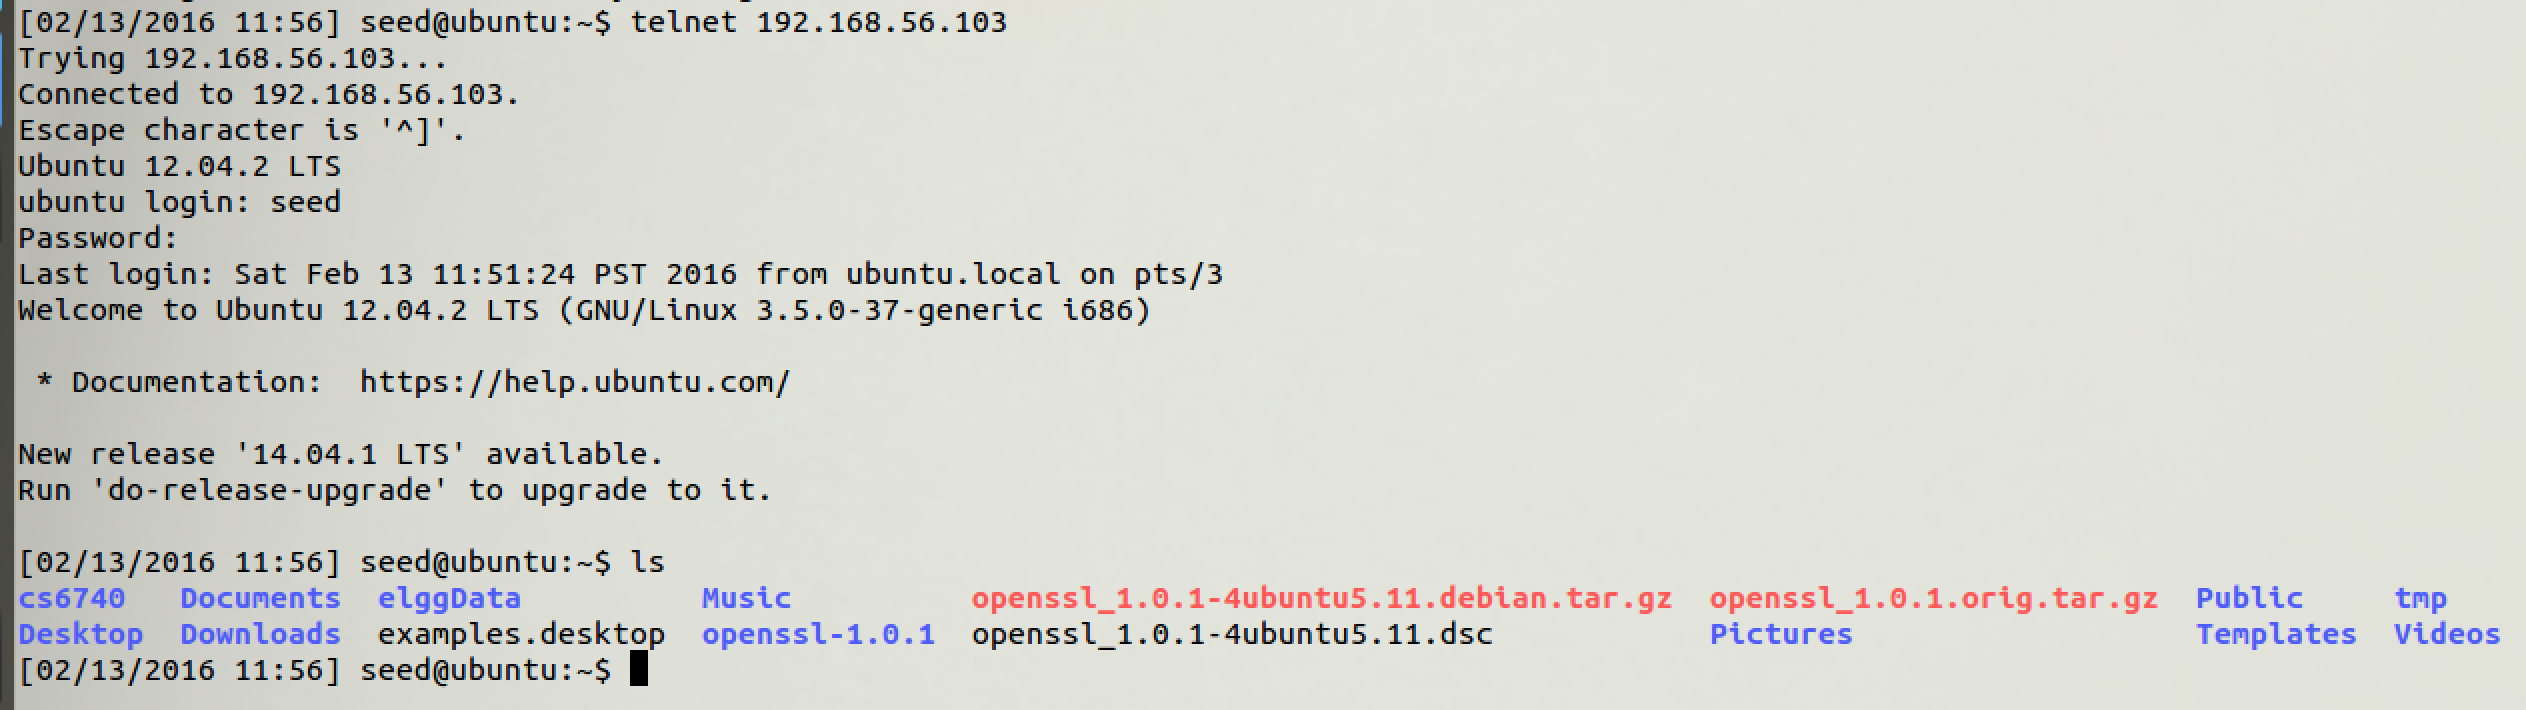 [02/13/2016 11:56] seed@ubuntu:~$ telnet 192.168.56.103
Trying 192.168.56.103...
Connected to 192.168.56.103.
Escape character is '^]'.
Ubuntu 12.04.2 LTS
ubuntu login: seed
Password:
Last login: Sat Feb 13 11:51:24 PST 2016 from ubuntu.local on pts/3
Welcome to Ubuntu 12.04.2 LTS (GNU/Linux 3.5.0-37-generic i686)
* Documentation:  https://help.ubuntu.com/
New release '14.04.1 LTS' available.
Run 'do-release-upgrade' to upgrade to it.
[02/13/2016 11:56] seed@ubuntu:~$ ls
cs6740   Documents  elggData          Music          openssl_1.0.1-4ubuntu5.11.debian.tar.gz  openssl_1.0.1.orig.tar.gz  Public     tmp
Desktop  Downloads  examples.desktop  openssl-1.0.1  openssl_1.0.1-4ubuntu5.11.dsc            Pictures                   Templates  Videos
[02/13/2016 11:56] seed@ubuntu:~$